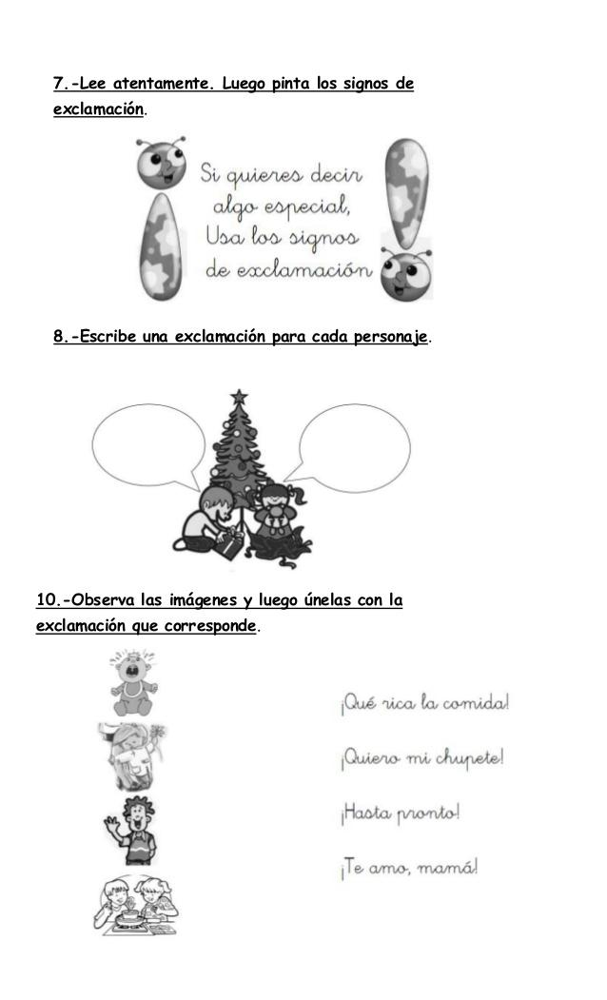 7.-Lee atentamente. Luego pinta los signos de
exclamación.
Si quieres decir
algo especial,
Usa los signos
de exclamación
8.-Escribe una exclamación para cada personaje.
10.-Observa las imágenes y luego únelas con la
exclamación que corresponde.
¡Qué rica la comida!
¡Quiero mi chupete!
¡Hasta pronto!
¡Te amo, mamá!